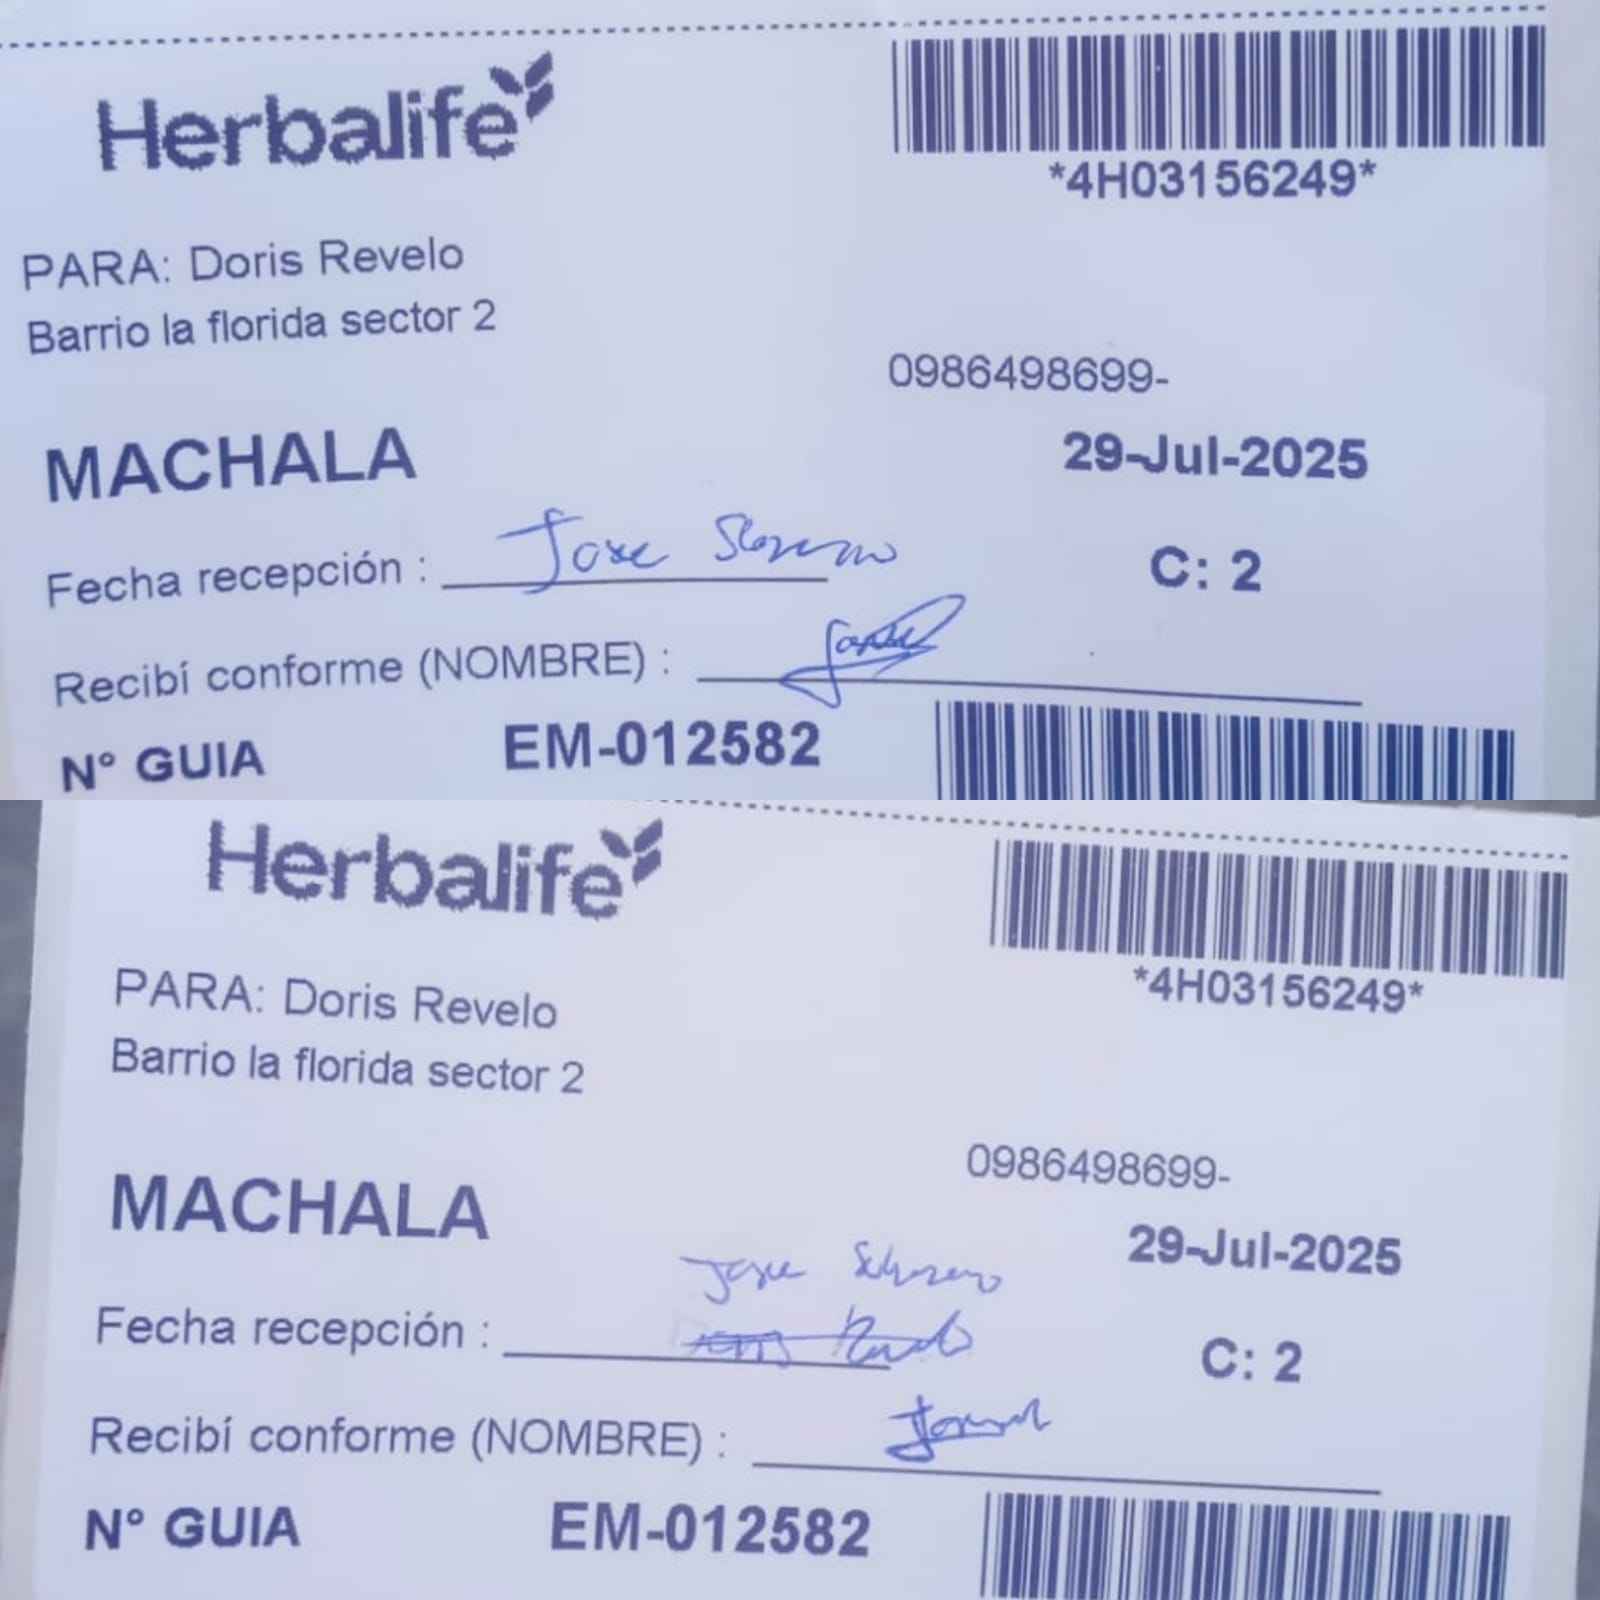 Herbalife
*4H03156249*
PARA: Doris Revelo
Barrio la florida sector 2
0986498699-
MACHALA
29-Jul-2025
Fecha recepción : Jose
C: 2
Recibí conforme (NOMBRE) :
N° GUIA EM-012582
Herbalife
*4H03156249*
PARA: Doris Revelo
Barrio la florida sector 2
0986498699-
MACHALA
29-Jul-2025
Jose
Fecha recepción :
C: 2
Recibí conforme (NOMBRE) :
N° GUIA EM-012582